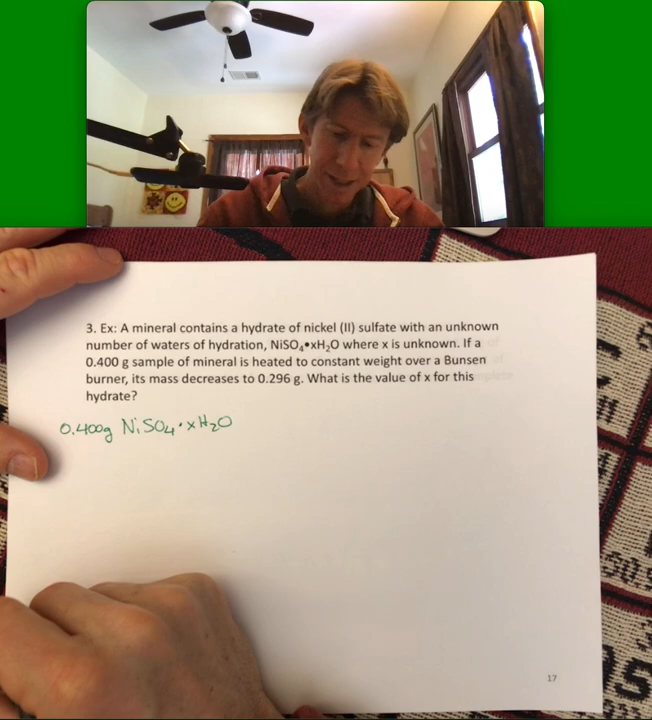 3. Ex: A mineral contains a hydrate of nickel (II) sulfate with an unknown
number of waters of hydration, NiSO₄•xH₂O where x is unknown. If a
0.400 g sample of mineral is heated to constant weight over a Bunsen
burner, its mass decreases to 0.296 g. What is the value of x for this
hydrate?
0.400g NiSO₄·xH₂O
17